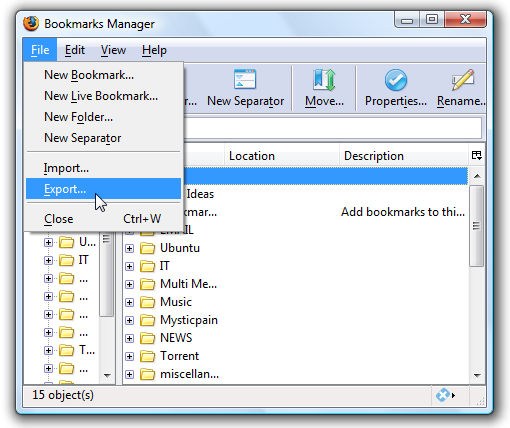 Bookmarks Manager
File Edit View Help
New Bookmark...
New Live Bookmark...
New Folder...
New Separator
Import...
Export...
Close Ctrl+W
r... New Separator Move... Properties... Rename...
Location Description
Ideas
kmar... Add bookmarks to thi...
EMAIL
U... Ubuntu
IT IT
... Multi Me...
... Music
... Mysticpain
... NEWS
T... Torrent
... miscellan...
15 object(s)